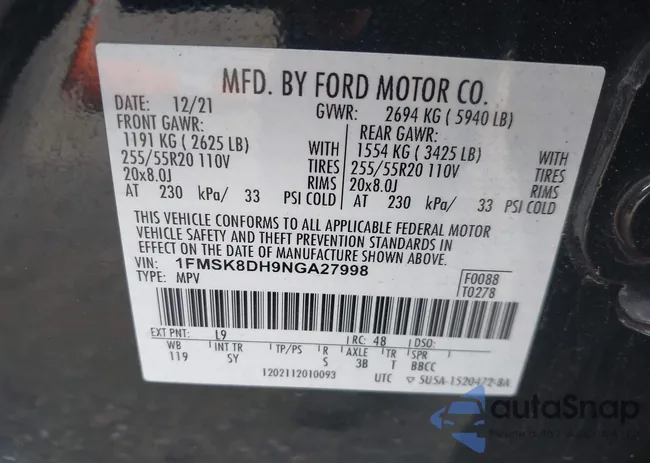 MFD. BY FORD MOTOR CO.
DATE: 12/21 GVWR: 2694 KG ( 5940 LB)
FRONT GAWR: REAR GAWR:
1191 KG ( 2625 LB) WITH 1554 KG ( 3425 LB) WITH
255/55R20 110V TIRES 255/55R20 110V TIRES
20x8.0J RIMS 20x8.0J RIMS
AT 230 kPa/ 33 PSI COLD AT 230 kPa/ 33 PSI COLD
THIS VEHICLE CONFORMS TO ALL APPLICABLE FEDERAL MOTOR
VEHICLE SAFETY AND THEFT PREVENTION STANDARDS IN
EFFECT ON THE DATE OF MANUFACTURE SHOWN ABOVE.
VIN: 1FMSK8DH9NGA27998
TYPE: MPV F0088
T0278
EXT PNT: L9 RC: 48 DSO:
WB INT TR TP/PS R AXLE TR SPR
119 SY S 3B T BBCC
1202112010093 UTC ▽ 5U5A-1520472-8A
autoSnap